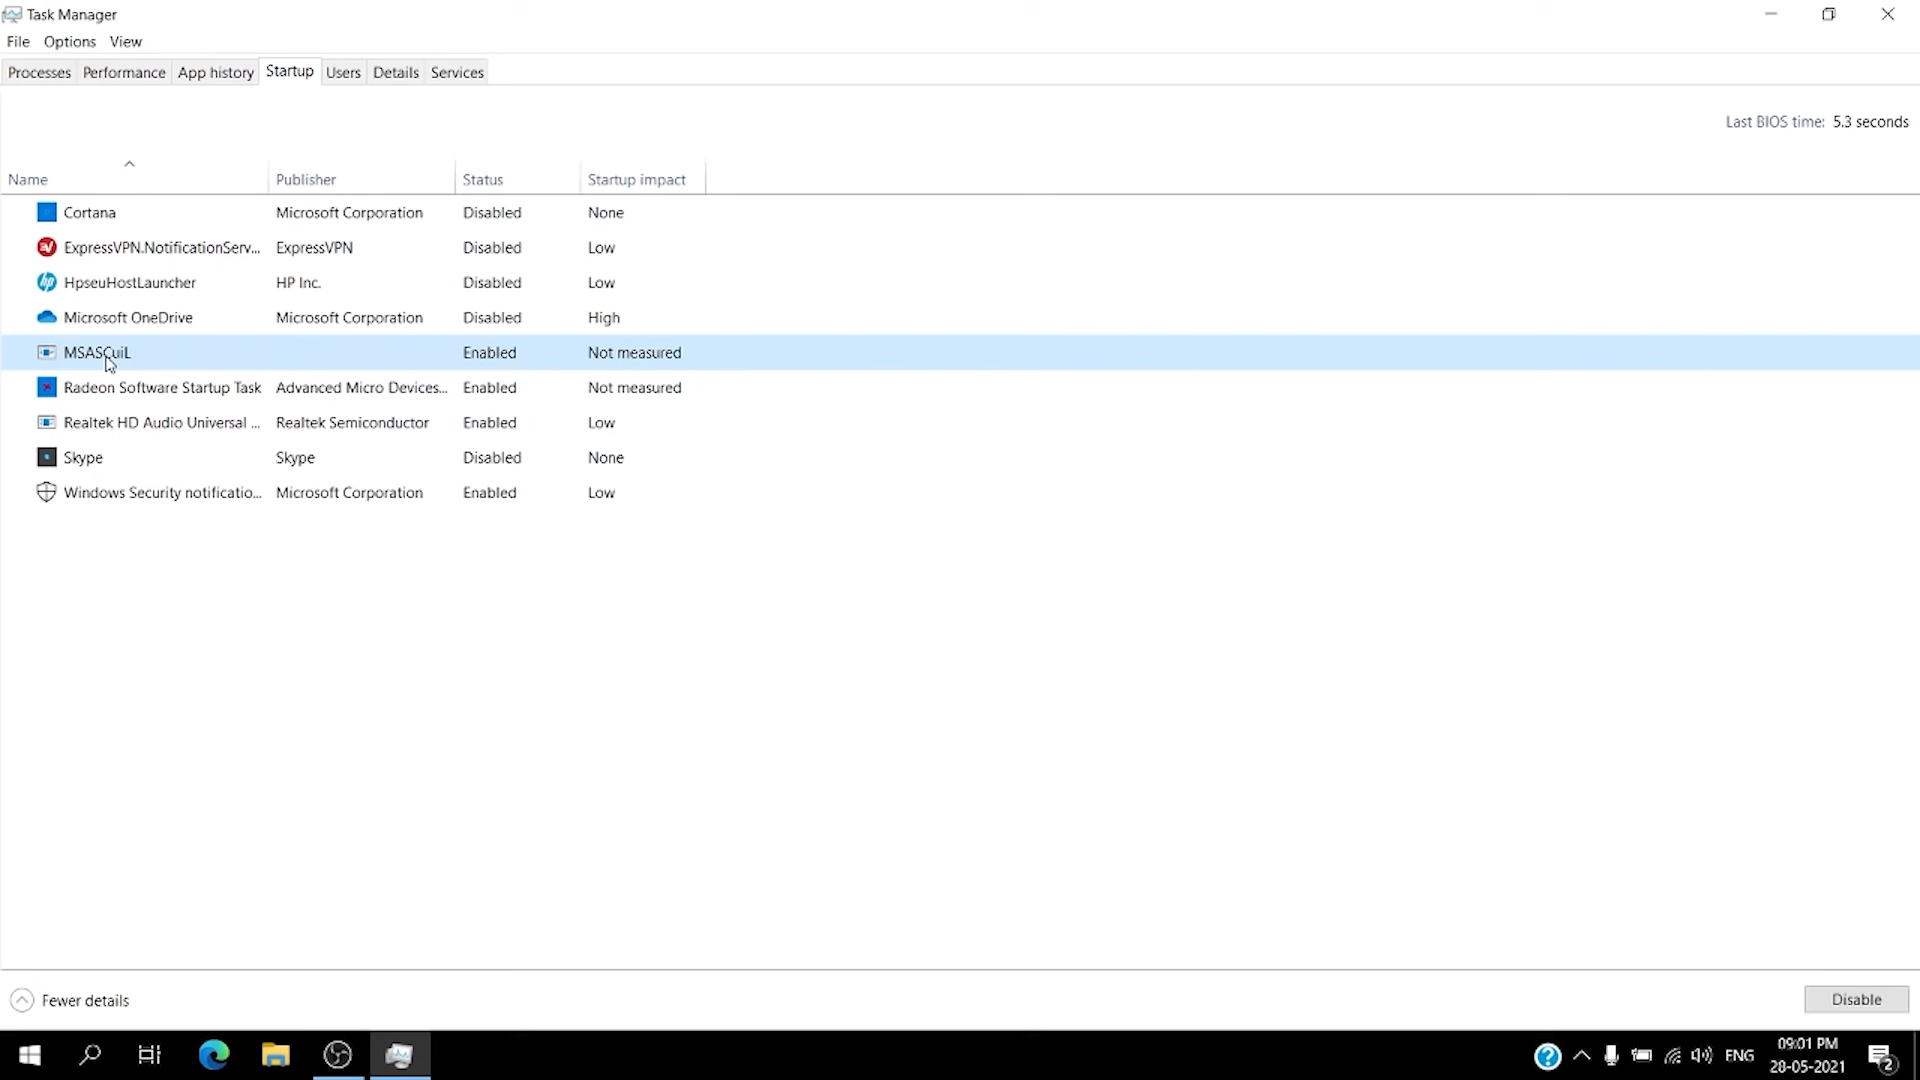 Task Manager
File Options View
Processes Performance App history Startup Users Details Services
Last BIOS time: 5.3 seconds
Name Publisher Status Startup impact
Cortana Microsoft Corporation Disabled None
ExpressVPN.NotificationServ... ExpressVPN Disabled Low
HpseuHostLauncher HP Inc. Disabled Low
Microsoft OneDrive Microsoft Corporation Disabled High
MSASCuiL Enabled Not measured
Radeon Software Startup Task Advanced Micro Devices... Enabled Not measured
Realtek HD Audio Universal ... Realtek Semiconductor Enabled Low
Skype Skype Disabled None
Windows Security notificatio... Microsoft Corporation Enabled Low
Fewer details
Disable
ENG
09:01 PM
28-05-2021
2